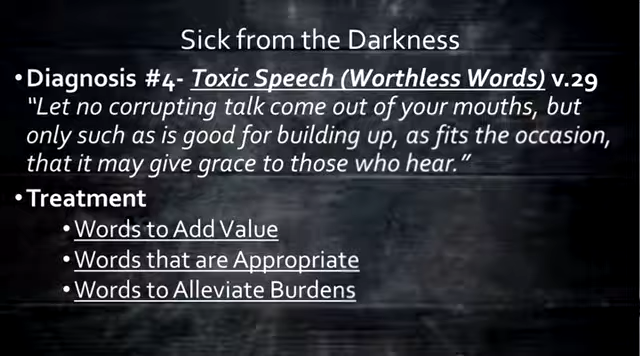 Sick from the Darkness
•Diagnosis #4- Toxic Speech (Worthless Words) v.29
“Let no corrupting talk come out of your mouths, but
only such as is good for building up, as fits the occasion,
that it may give grace to those who hear.”
•Treatment
•Words to Add Value
•Words that are Appropriate
•Words to Alleviate Burdens